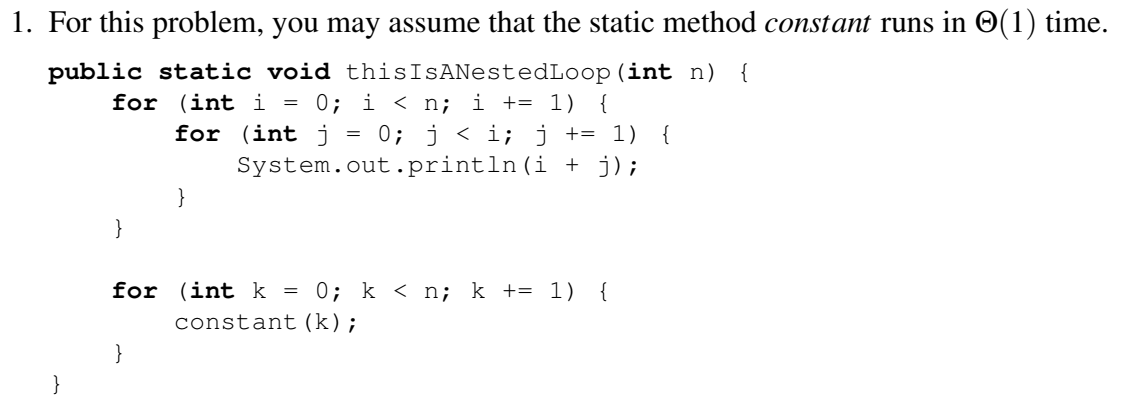 1. For this problem, you may assume that the static method constant runs in Θ(1) time.
public static void thisIsANestedLoop(int n) {
    for (int i = 0; i < n; i += 1) {
        for (int j = 0; j < i; j += 1) {
            System.out.println(i + j);
        }
    }

    for (int k = 0; k < n; k += 1) {
        constant(k);
    }
}